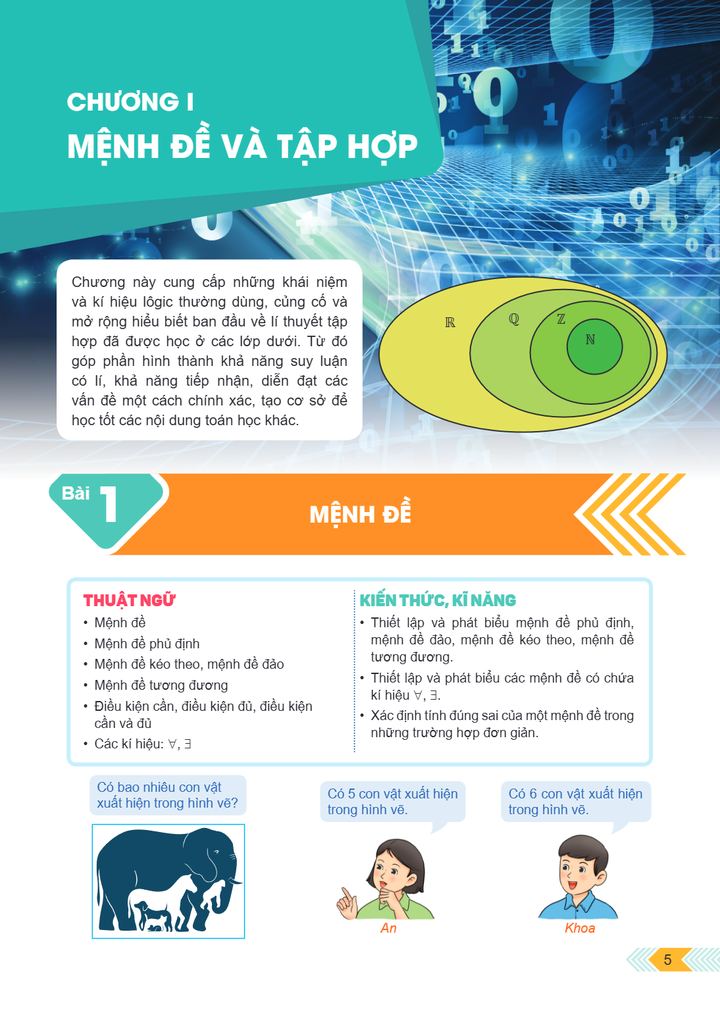 CHƯƠNG I
MỆNH ĐỀ VÀ TẬP HỢP
Chương này cung cấp những khái niệm
và kí hiệu lôgic thường dùng, củng cố và
mở rộng hiểu biết ban đầu về lí thuyết tập
hợp đã được học ở các lớp dưới. Từ đó
góp phần hình thành khả năng suy luận
có lí, khả năng tiếp nhận, diễn đạt các
vấn đề một cách chính xác, tạo cơ sở để
học tốt các nội dung toán học khác.
ℝ
ℚ
ℤ
ℕ
Bài 1
MỆNH ĐỀ
THUẬT NGỮ
• Mệnh đề
• Mệnh đề phủ định
• Mệnh đề kéo theo, mệnh đề đảo
• Mệnh đề tương đương
• Điều kiện cần, điều kiện đủ, điều kiện
cần và đủ
• Các kí hiệu: ∀, ∃
KIẾN THỨC, KĨ NĂNG
• Thiết lập và phát biểu mệnh đề phủ định,
mệnh đề đảo, mệnh đề kéo theo, mệnh đề
tương đương.
• Thiết lập và phát biểu các mệnh đề có chứa
kí hiệu ∀, ∃.
• Xác định tính đúng sai của một mệnh đề trong
những trường hợp đơn giản.
Có bao nhiêu con vật
xuất hiện trong hình vẽ?
Có 5 con vật xuất hiện
trong hình vẽ.
Có 6 con vật xuất hiện
trong hình vẽ.
An
Khoa
5